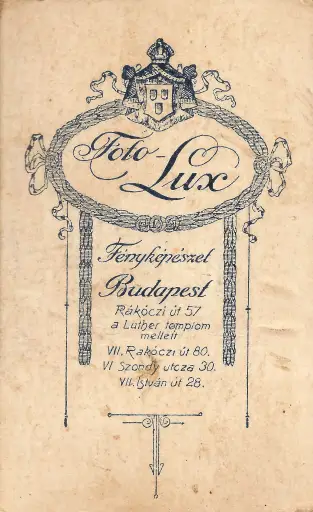 Foto-
Lux
Fényképészet
Budapest
Rákóczi út 57
a Luther templom
mellett
VII. Rákóczi út 80.
VI Szondy utcza 30.
VII. István út 28.